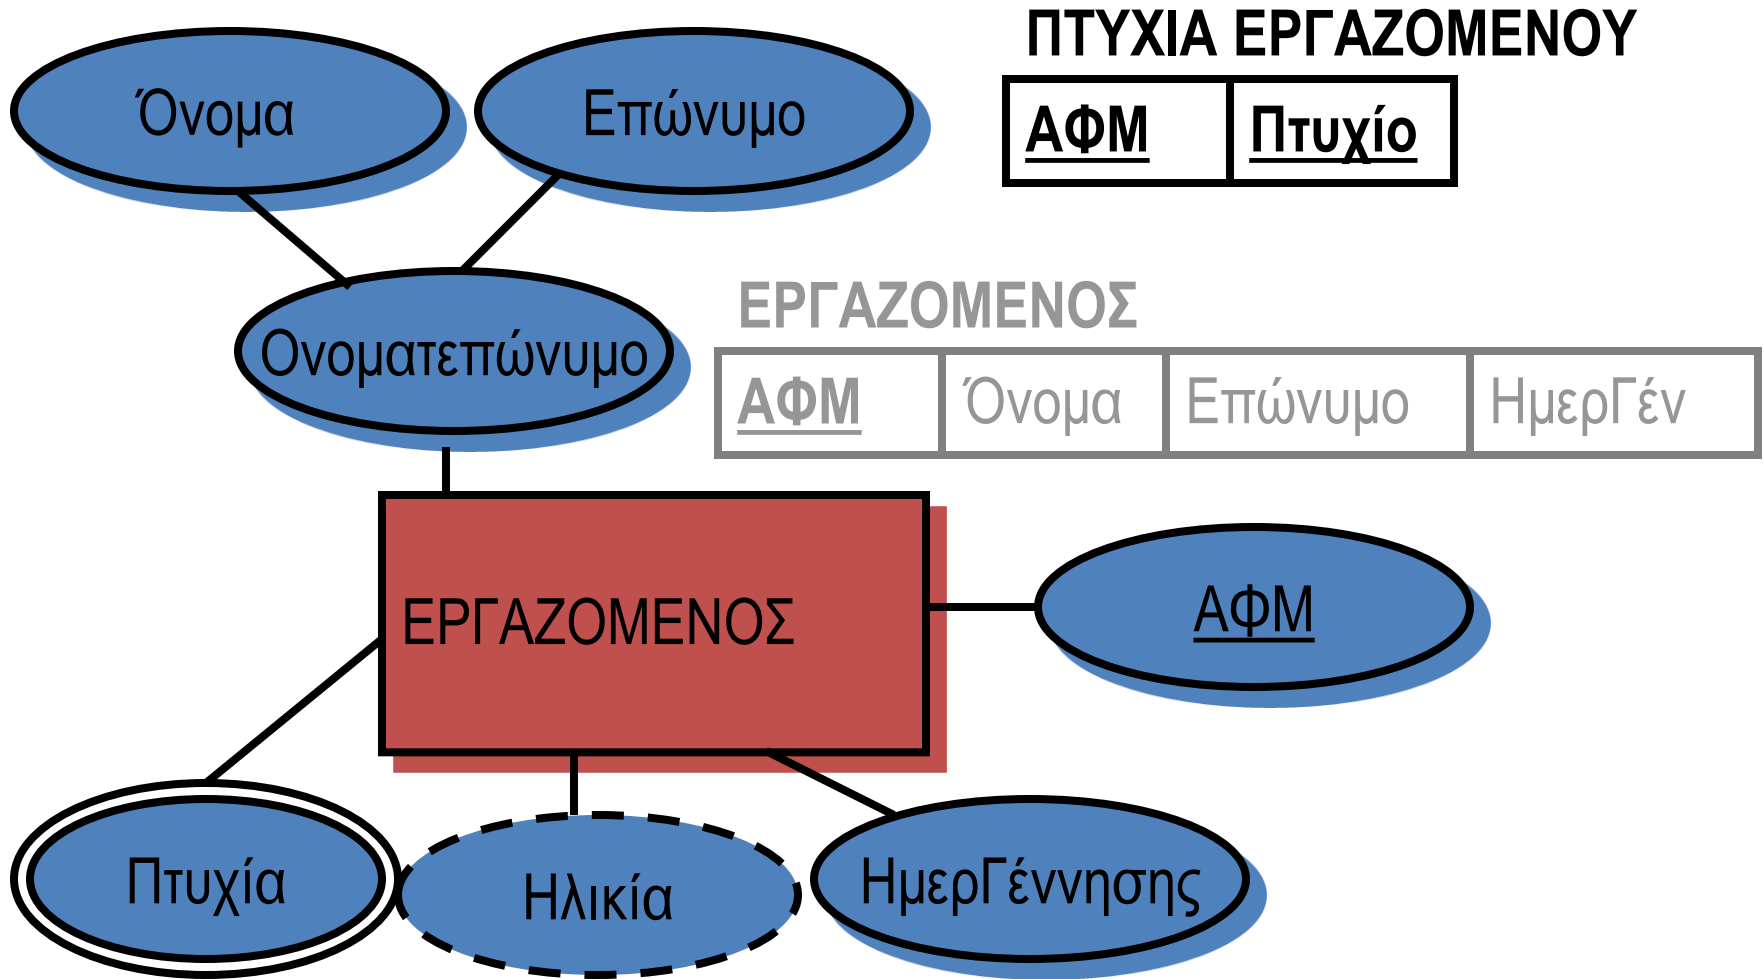 ΠΤΥΧΙΑ ΕΡΓΑΖΟΜΕΝΟΥ
Όνομα Επώνυμο ΑΦΜ Πτυχίο
ΕΡΓΑΖΟΜΕΝΟΣ
Ονοματεπώνυμο ΑΦΜ Όνομα Επώνυμο ΗμερΓέν
ΕΡΓΑΖΟΜΕΝΟΣ ΑΦΜ
Πτυχία Ηλικία ΗμερΓέννησης